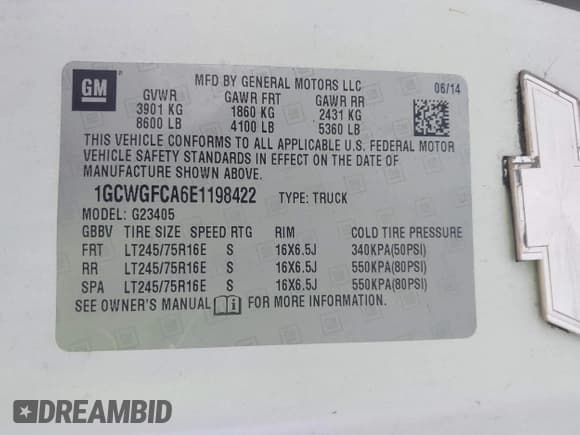 GM
MFD BY GENERAL MOTORS LLC
06/14
GVWR GAWR FRT GAWR RR
3901 KG 1860 KG 2431 KG
8600 LB 4100 LB 5360 LB
THIS VEHICLE CONFORMS TO ALL APPLICABLE U.S. FEDERAL MOTOR
VEHICLE SAFETY STANDARDS IN EFFECT ON THE DATE OF
MANUFACTURE SHOWN ABOVE.
1GCWGFCA6E1198422 TYPE: TRUCK
MODEL: G23405
GBBV TIRE SIZE SPEED RTG RIM COLD TIRE PRESSURE
FRT LT245/75R16E S 16X6.5J 340KPA(50PSI)
RR LT245/75R16E S 16X6.5J 550KPA(80PSI)
SPA LT245/75R16E S 16X6.5J 550KPA(80PSI)
SEE OWNER'S MANUAL FOR MORE INFORMATION.
DREAMBID